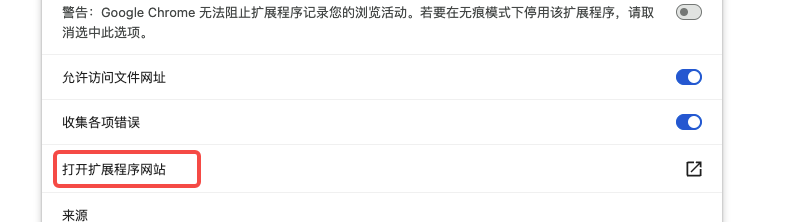 警告：Google Chrome 无法阻止扩展程序记录您的浏览活动。若要在无痕模式下停用该扩展程序，请取
消选中此选项。
允许访问文件网址
收集各项错误
打开扩展程序网站
来源